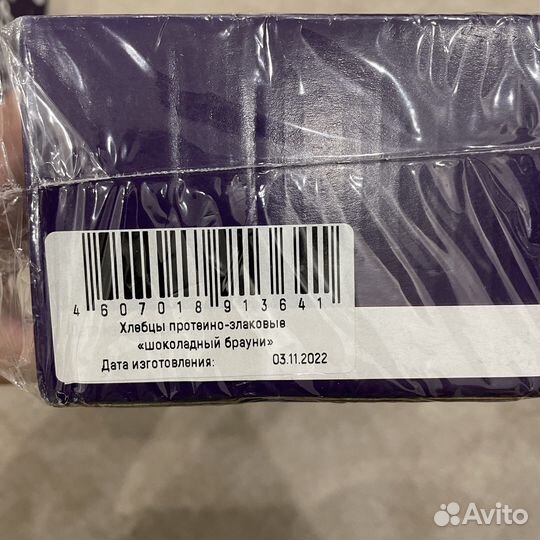 4 607018 913641
Хлебцы протеино-злаковые
«шоколадный брауни»
Дата изготовления: 03.11.2022
Avito